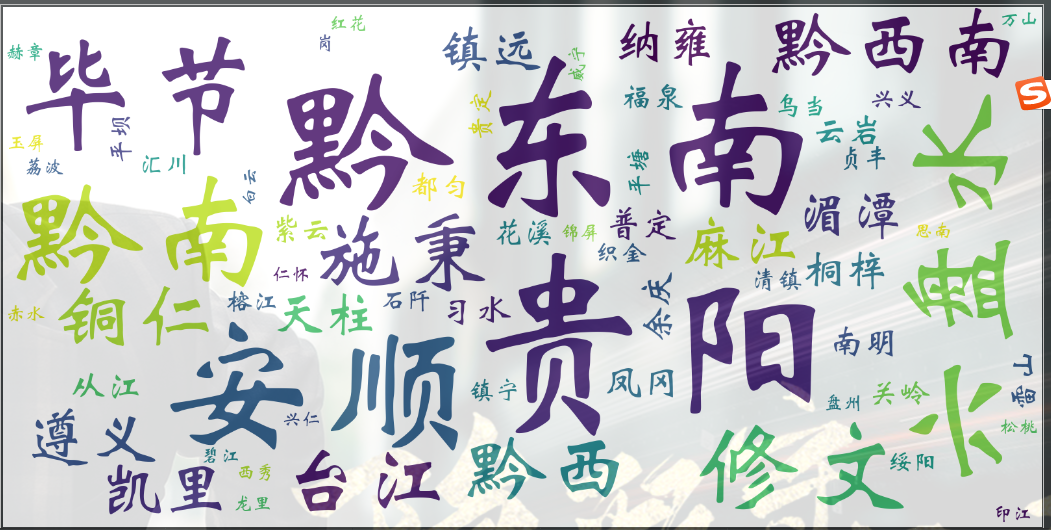 红花
万山
赫章
岗
毕节
镇远
威宁
纳雍
黔西南
黔东南
贵定
福泉
乌当
兴义
云岩
平坝
玉屏
荔波
汇川
白云
都匀
平塘
贞丰
六盘水
黔南
紫云
施秉
花溪
锦屏
普定
织金
麻江
湄潭
思南
仁怀
清镇
桐梓
赤水
铜仁
榕江
天柱
石阡
习水
余庆
贵阳
南明
安顺
从江
镇宁
凤冈
盘州
关岭
雷山
遵义
兴仁
松桃
碧江
凯里
西秀
龙里
台江
黔西
修文
绥阳
印江
S